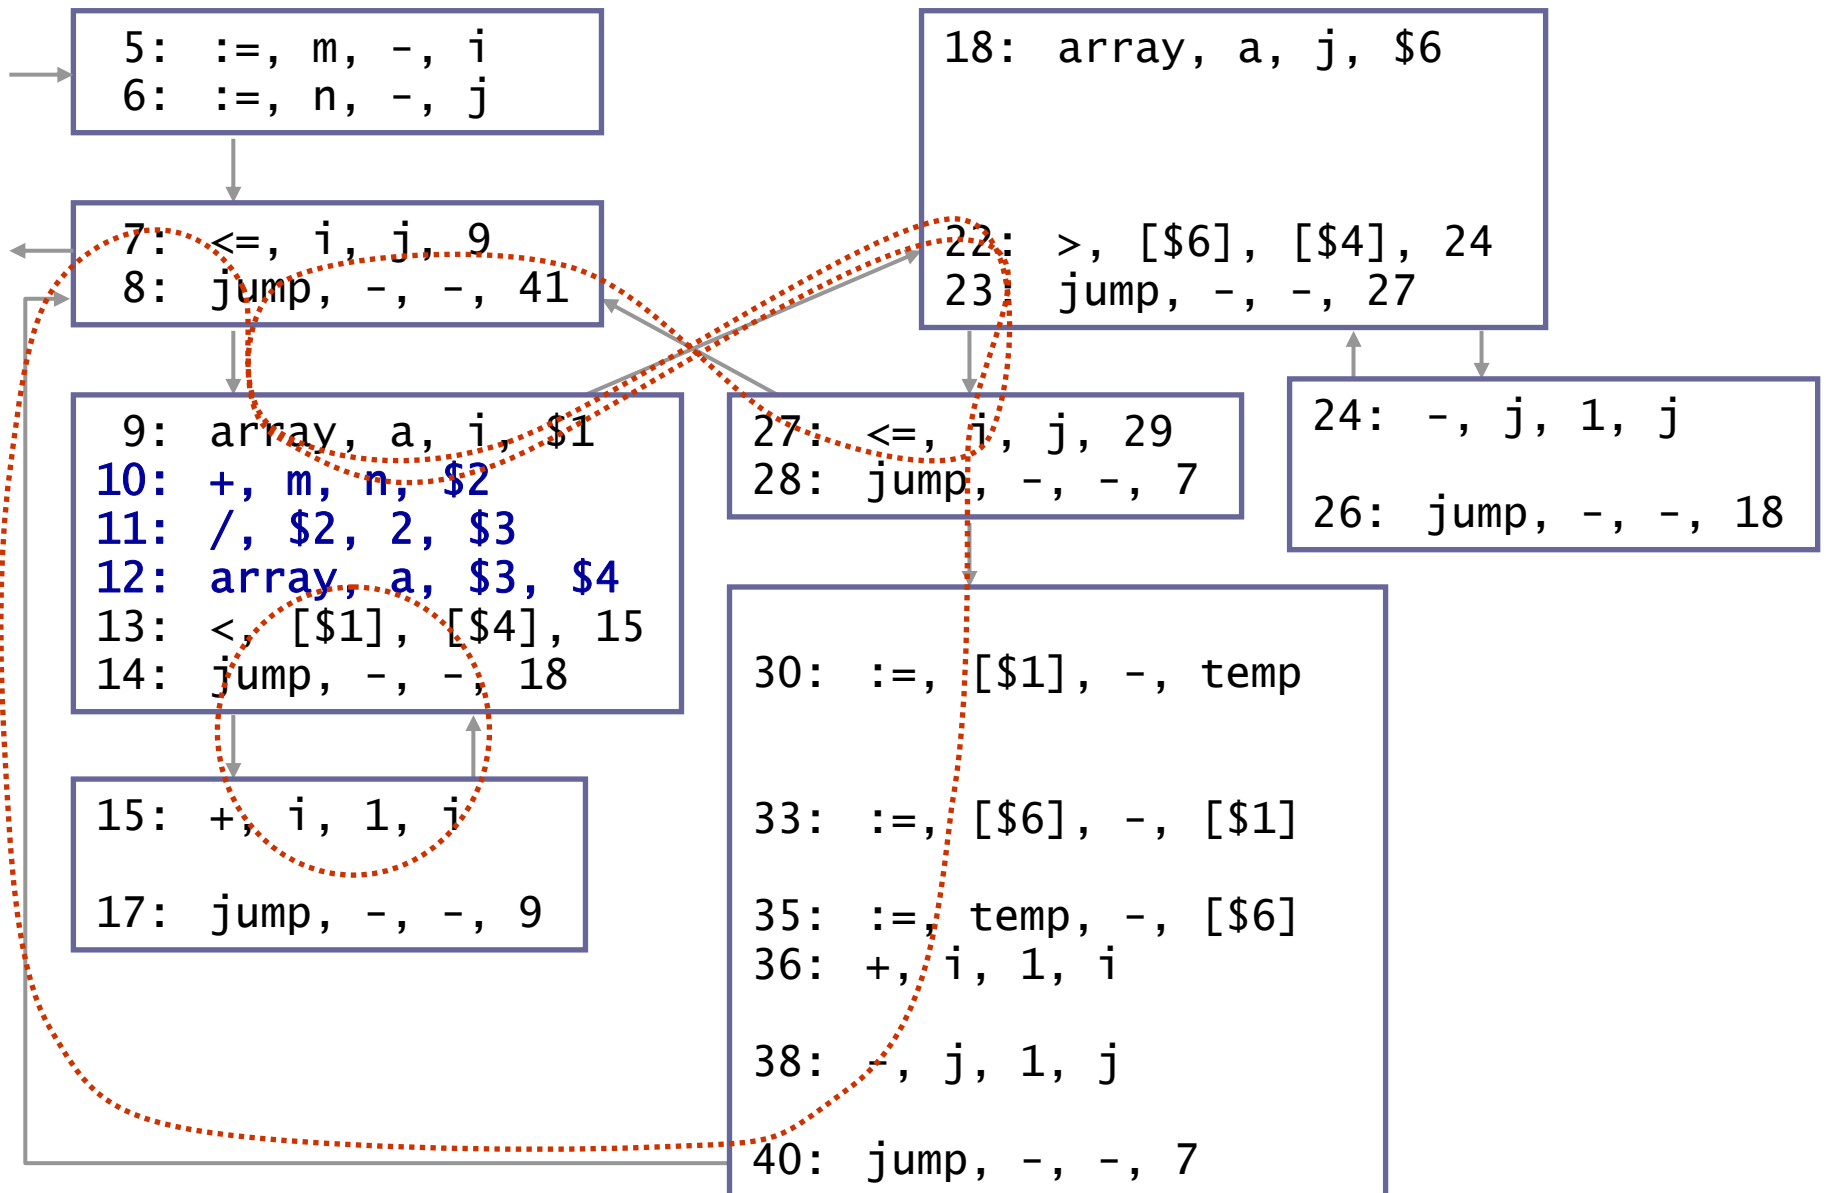 5: :=, m, -, i
6: :=, n, -, j
7: <=, i, j, 9
8: jump, -, -, 41
9: array, a, i, $1
10: +, m, n, $2
11: /, $2, 2, $3
12: array, a, $3, $4
13: <, [$1], [$4], 15
14: jump, -, -, 18
15: +, i, 1, i
17: jump, -, -, 9
18: array, a, j, $6
22: >, [$6], [$4], 24
23: jump, -, -, 27
27: <=, i, j, 29
28: jump, -, -, 7
24: -, j, 1, j
26: jump, -, -, 18
30: :=, [$1], -, temp
33: :=, [$6], -, [$1]
35: :=, temp, -, [$6]
36: +, i, 1, i
38: -, j, 1, j
40: jump, -, -, 7